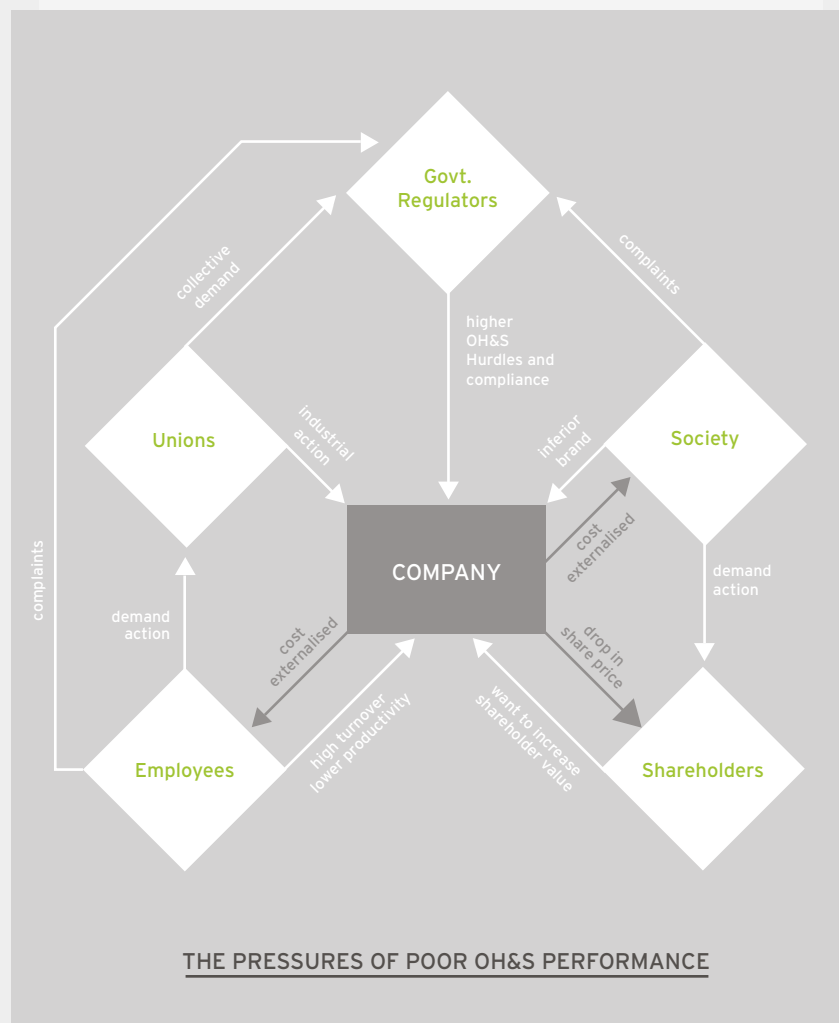 Govt.
Regulators
collective
demand
complaints
higher
OH&S
Hurdles and
compliance
Unions
industrial
action
inferior
brand
Society
COMPANY
cost
externalised
complaints
demand
action
demand
action
cost
externalised
drop in
share price
high turnover
lower productivity
want to increase
shareholder value
Employees
Shareholders
THE PRESSURES OF POOR OH&S PERFORMANCE